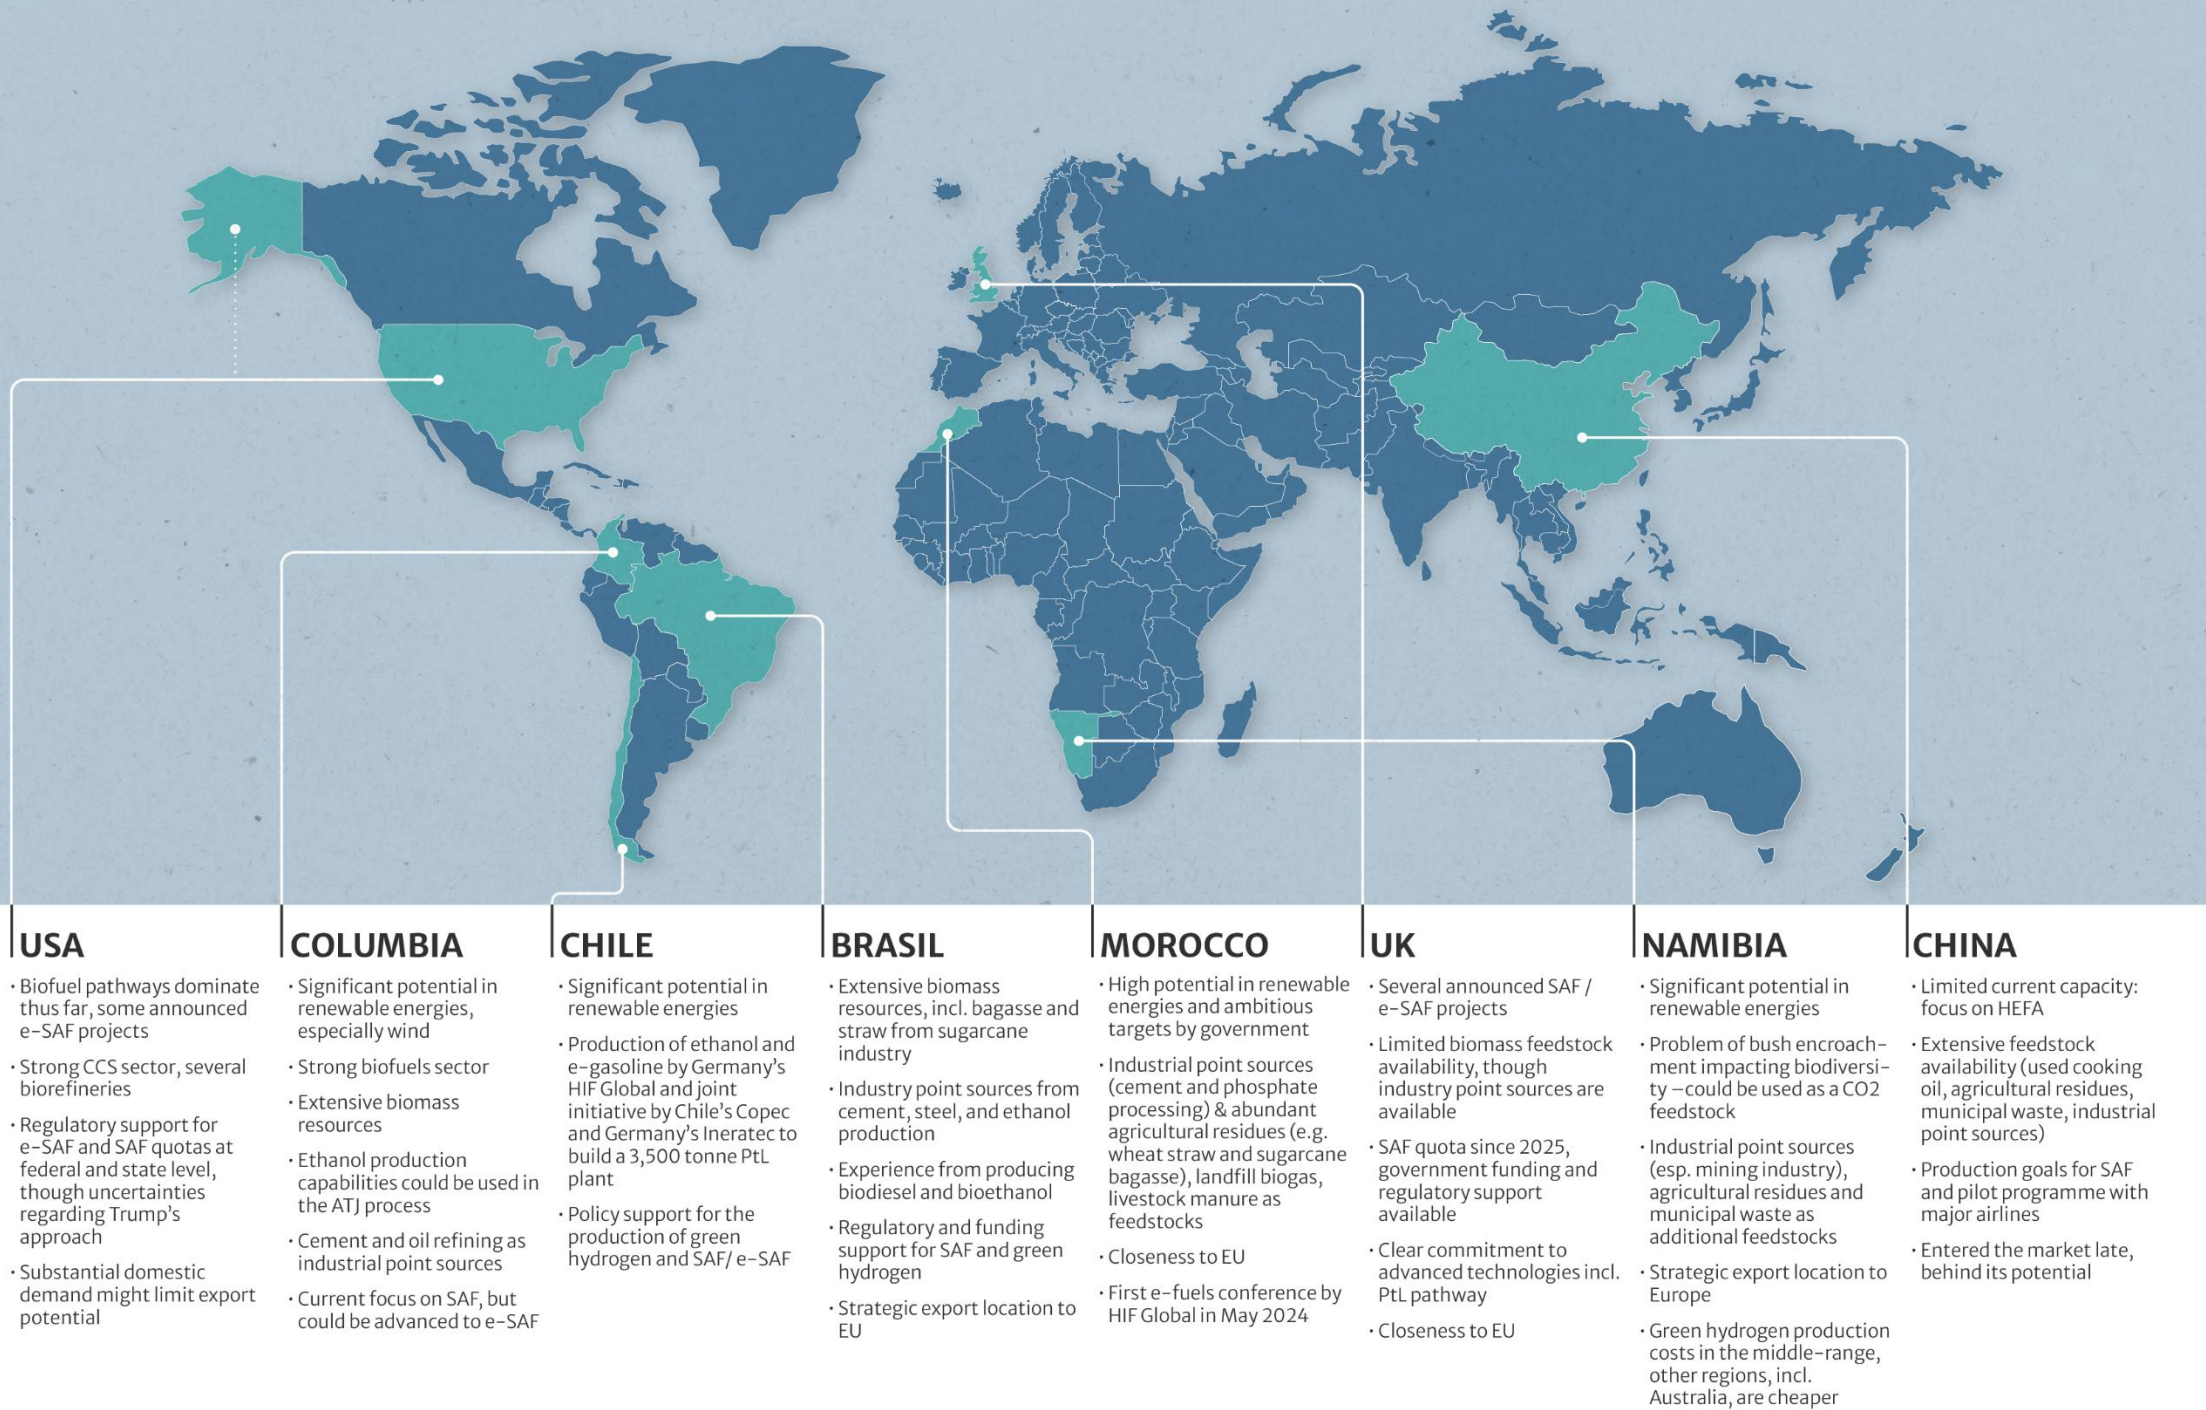 USA
· Biofuel pathways dominate
thus far, some announced
e-SAF projects
· Strong CCS sector, several
biorefineries
· Regulatory support for
e-SAF and SAF quotas at
federal and state level,
though uncertainties
regarding Trump's
approach
· Substantial domestic
demand might limit export
potential
COLUMBIA
· Significant potential in
renewable energies,
especially wind
· Strong biofuels sector
· Extensive biomass
resources
· Ethanol production
capabilities could be used in
the ATJ process
· Cement and oil refining as
industrial point sources
· Current focus on SAF, but
could be advanced to e-SAF
CHILE
· Significant potential in
renewable energies
· Production of ethanol and
e-gasoline by Germany's
HIF Global and joint
initiative by Chile's Copec
and Germany's Ineratec to
build a 3,500 tonne PtL
plant
· Policy support for the
production of green
hydrogen and SAF/ e-SAF
BRASIL
· Extensive biomass
resources, incl. bagasse and
straw from sugarcane
industry
· Industry point sources from
cement, steel, and ethanol
production
· Experience from producing
biodiesel and bioethanol
· Regulatory and funding
support for SAF and green
hydrogen
· Strategic export location to
EU
MOROCCO
· High potential in renewable
energies and ambitious
targets by government
· Industrial point sources
(cement and phosphate
processing) & abundant
agricultural residues (e.g.
wheat straw and sugarcane
bagasse), landfill biogas,
livestock manure as
feedstocks
· Closeness to EU
· First e-fuels conference by
HIF Global in May 2024
UK
· Several announced SAF /
e-SAF projects
· Limited biomass feedstock
availability, though
industry point sources are
available
· SAF quota since 2025,
government funding and
regulatory support
available
· Clear commitment to
advanced technologies incl.
PtL pathway
· Closeness to EU
NAMIBIA
· Significant potential in
renewable energies
· Problem of bush encroach-
ment impacting biodiversi-
ty –could be used as a CO2
feedstock
· Industrial point sources
(esp. mining industry),
agricultural residues and
municipal waste as
additional feedstocks
· Strategic export location to
Europe
· Green hydrogen production
costs in the middle-range,
other regions, incl.
Australia, are cheaper
CHINA
· Limited current capacity:
focus on HEFA
· Extensive feedstock
availability (used cooking
oil, agricultural residues,
municipal waste, industrial
point sources)
· Production goals for SAF
and pilot programme with
major airlines
· Entered the market late,
behind its potential